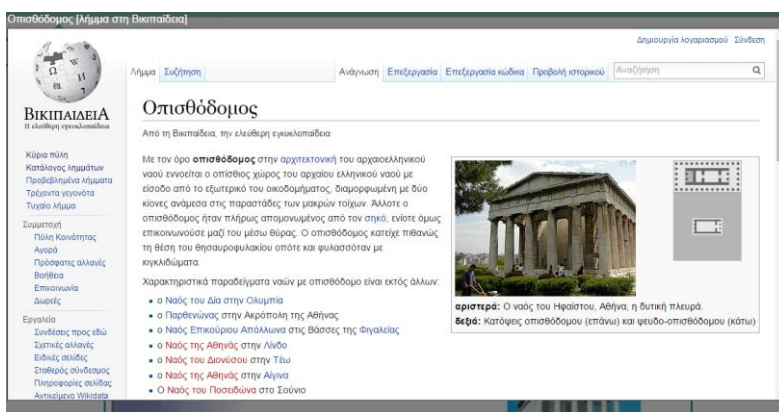 Οπισθόδομος [λήμμα στη Βικιπαίδεια]
Δημιουργία λογαριασμού Σύνδεση
Λήμμα Συζήτηση Ανάγνωση Επεξεργασία Επεξεργασία κώδικα Προβολή ιστορικού Αναζήτηση
ΒΙΚΙΠΑΙΔΕΙΑ
Η ελεύθερη εγκυκλοπαίδεια
Κύρια πύλη
Κατάλογος λημμάτων
Προβεβλημένα λήμματα
Τρέχοντα γεγονότα
Τυχαίο λήμμα
Συμμετοχή
Πύλη Κοινότητας
Αγορά
Πρόσφατες αλλαγές
Βοήθεια
Επικοινωνία
Δωρεές
Εργαλεία
Συνδέσεις προς εδώ
Σχετικές αλλαγές
Ειδικές σελίδες
Σταθερός σύνδεσμος
Πληροφορίες σελίδας
Αντικείμενο Wikidata
Οπισθόδομος
Από τη Βικιπαίδεια, την ελεύθερη εγκυκλοπαίδεια
Με τον όρο οπισθόδομος στην αρχιτεκτονική του αρχαιοελληνικού
ναού εννοείται ο οπίσθιος χώρος του αρχαίου ελληνικού ναού με
είσοδο από το εξωτερικό του οικοδομήματος, διαμορφωμένη με δύο
κίονες ανάμεσα στις παραστάδες των μακρών τοίχων. Άλλοτε ο
οπισθόδομος ήταν πλήρως απομονωμένος από τον σηκό, ενίοτε όμως
επικοινωνούσε μαζί του μέσω θύρας. Ο οπισθόδομος κατείχε πιθανώς
τη θέση του θησαυροφυλακίου οπότε και φυλασσόταν με
κιγκλιδώματα.
Χαρακτηριστικά παραδείγματα ναών με οπισθόδομο είναι εκτός άλλων:
ο Ναός του Δία στην Ολυμπία
ο Παρθενώνας στην Ακρόπολη της Αθήνας
ο Ναός Επικούριου Απόλλωνα στις Βάσσες της Φιγαλείας
ο Ναός της Αθηνάς στην Λίνδο
ο Ναός του Διονύσου στην Τέω
ο Ναός της Αθηνάς στην Αίγινα
Ο Ναός του Ποσειδώνα στο Σούνιο
αριστερά: Ο ναός του Ηφαίστου, Αθήνα, η δυτική πλευρά.
δεξιά: Κατόψεις οπισθόδομου (επάνω) και ψευδο-οπισθόδομου (κάτω)